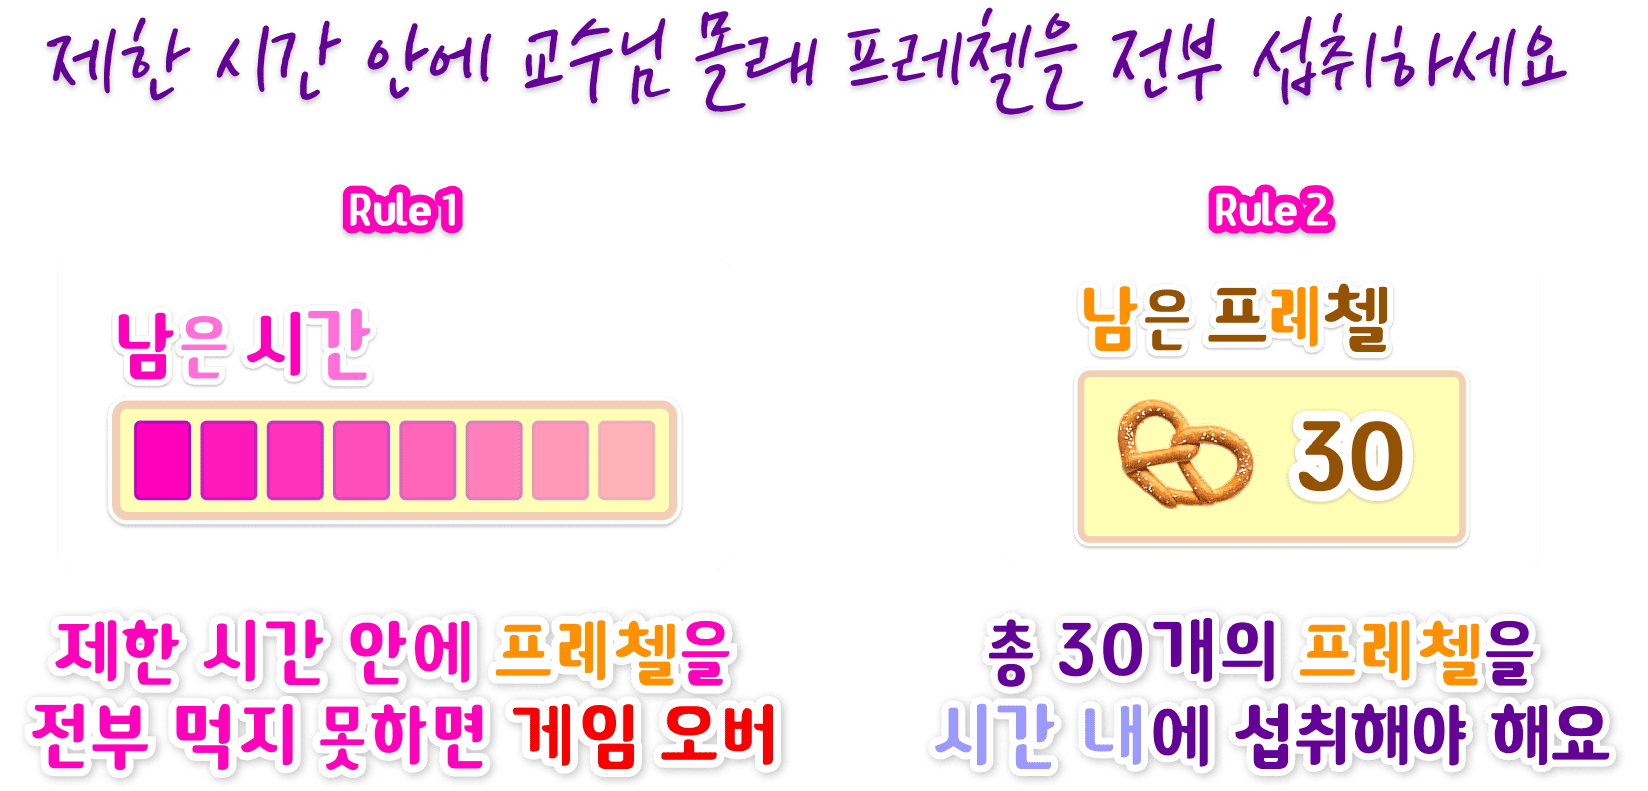 제한 시간 안에 교수님 몰래 프레첼을 전부 섭취하세요
Rule 1
남은 시간
제한 시간 안에 프레첼을
전부 먹지 못하면 게임 오버
Rule 2
남은 프레첼
30
총 30개의 프레첼을
시간 내에 섭취해야 해요